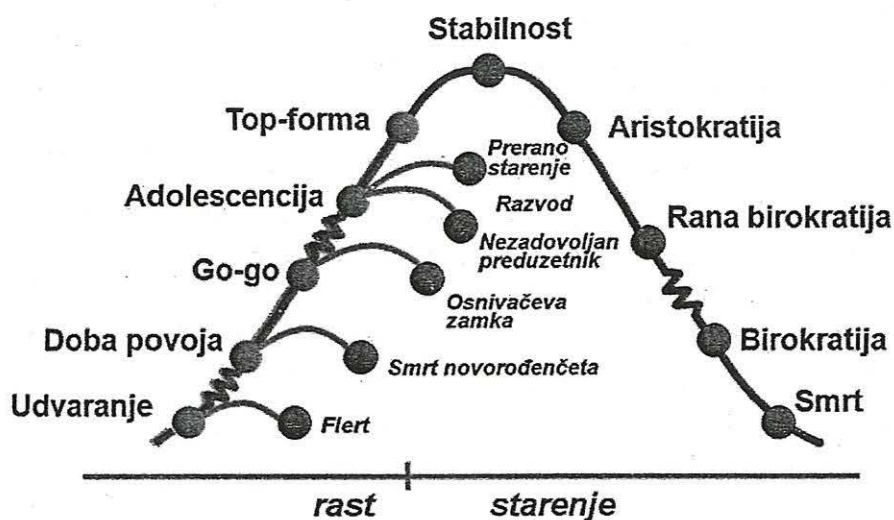 Stabilnost
Top-forma
Aristokratija
Prerano
starenje
Adolescencija
Razvod
Rana birokratija
Nezadovoljan
preduzetnik
Go-go
Osnivačeva
zamka
Doba povoja
Birokratija
Smrt novorođenčeta
Udvaranje
Flert
Smrt
rast
starenje